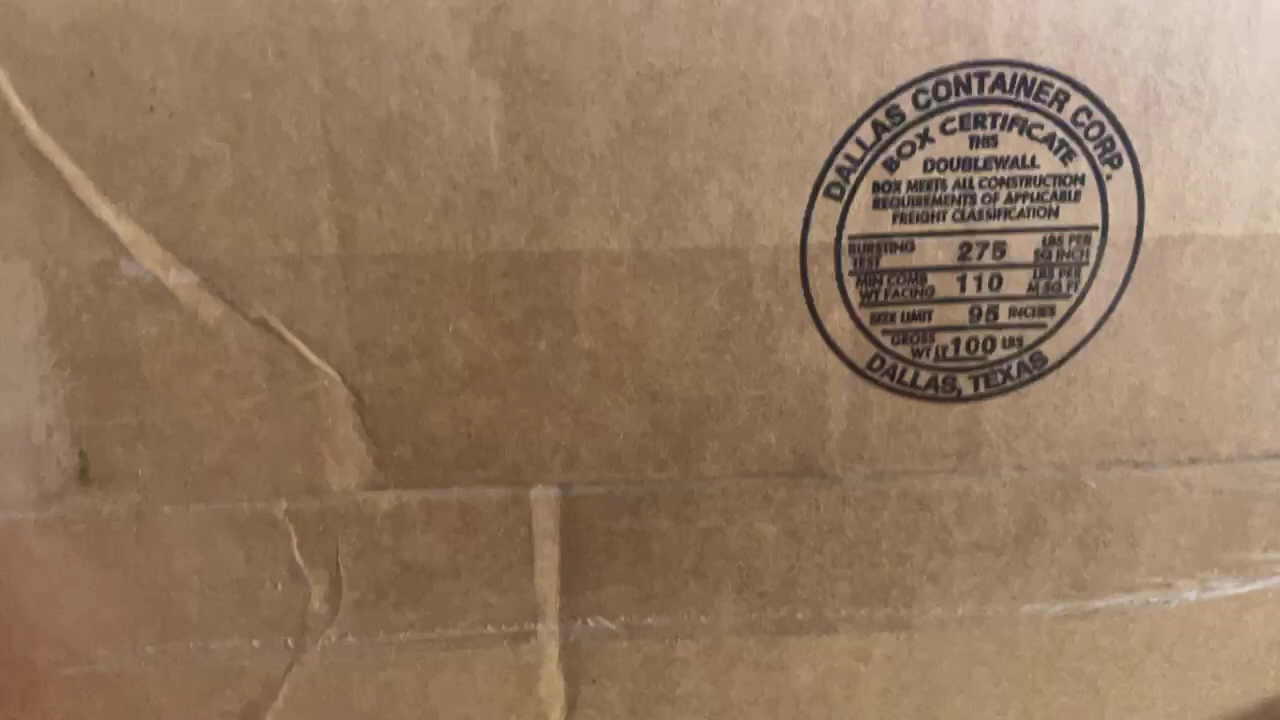 DALLAS CONTAINER CORP.
BOX CERTIFICATE
THIS
DOUBLEWALL
BOX MEETS ALL CONSTRUCTION
REQUIREMENTS OF APPLICABLE
FREIGHT CLASSIFICATION
BURSTING TEST 275 LBS PER SQ INCH
MIN COMB WT FACING 110 LBS PER M SQ FT
SIZE LIMIT 95 INCHES
GROSS WT LT 100 LBS
DALLAS, TEXAS